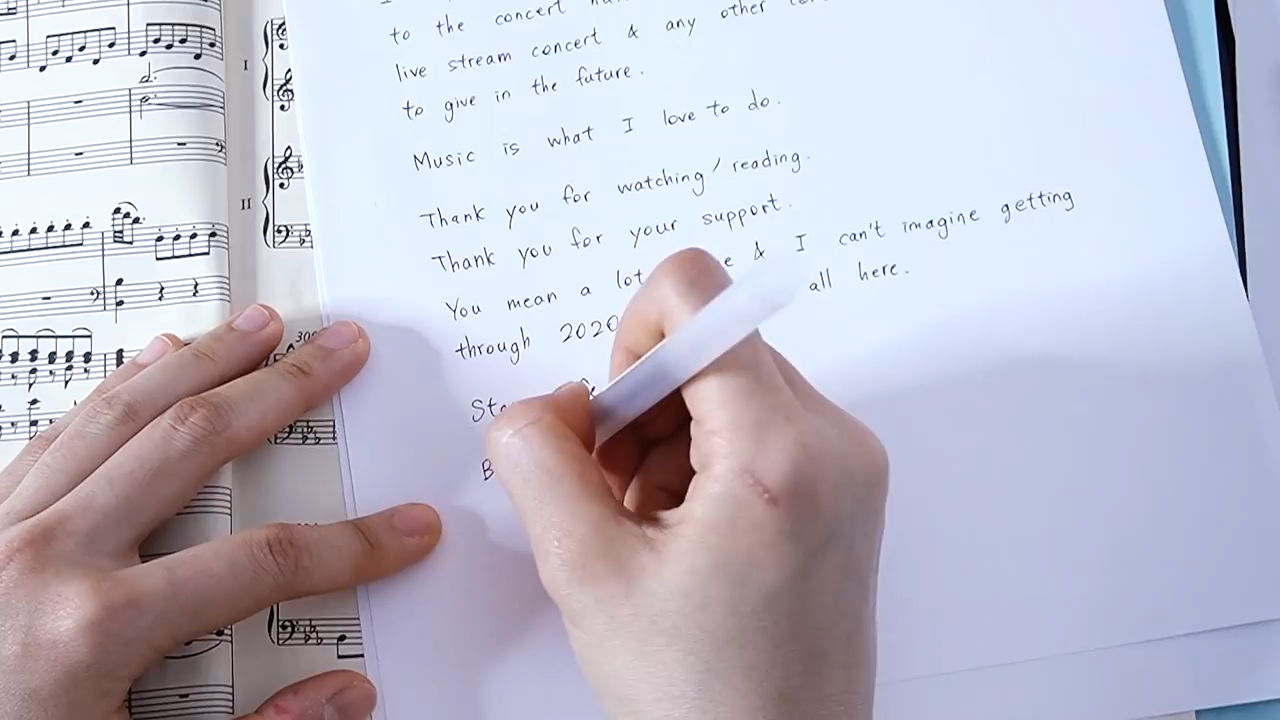 to the concert
live stream concert & any other
to give in the future.
Music is what I love to do.
Thank you for watching / reading.
Thank you for your support.
You mean a lot & I can't imagine getting
through 2020 all here.
I
II